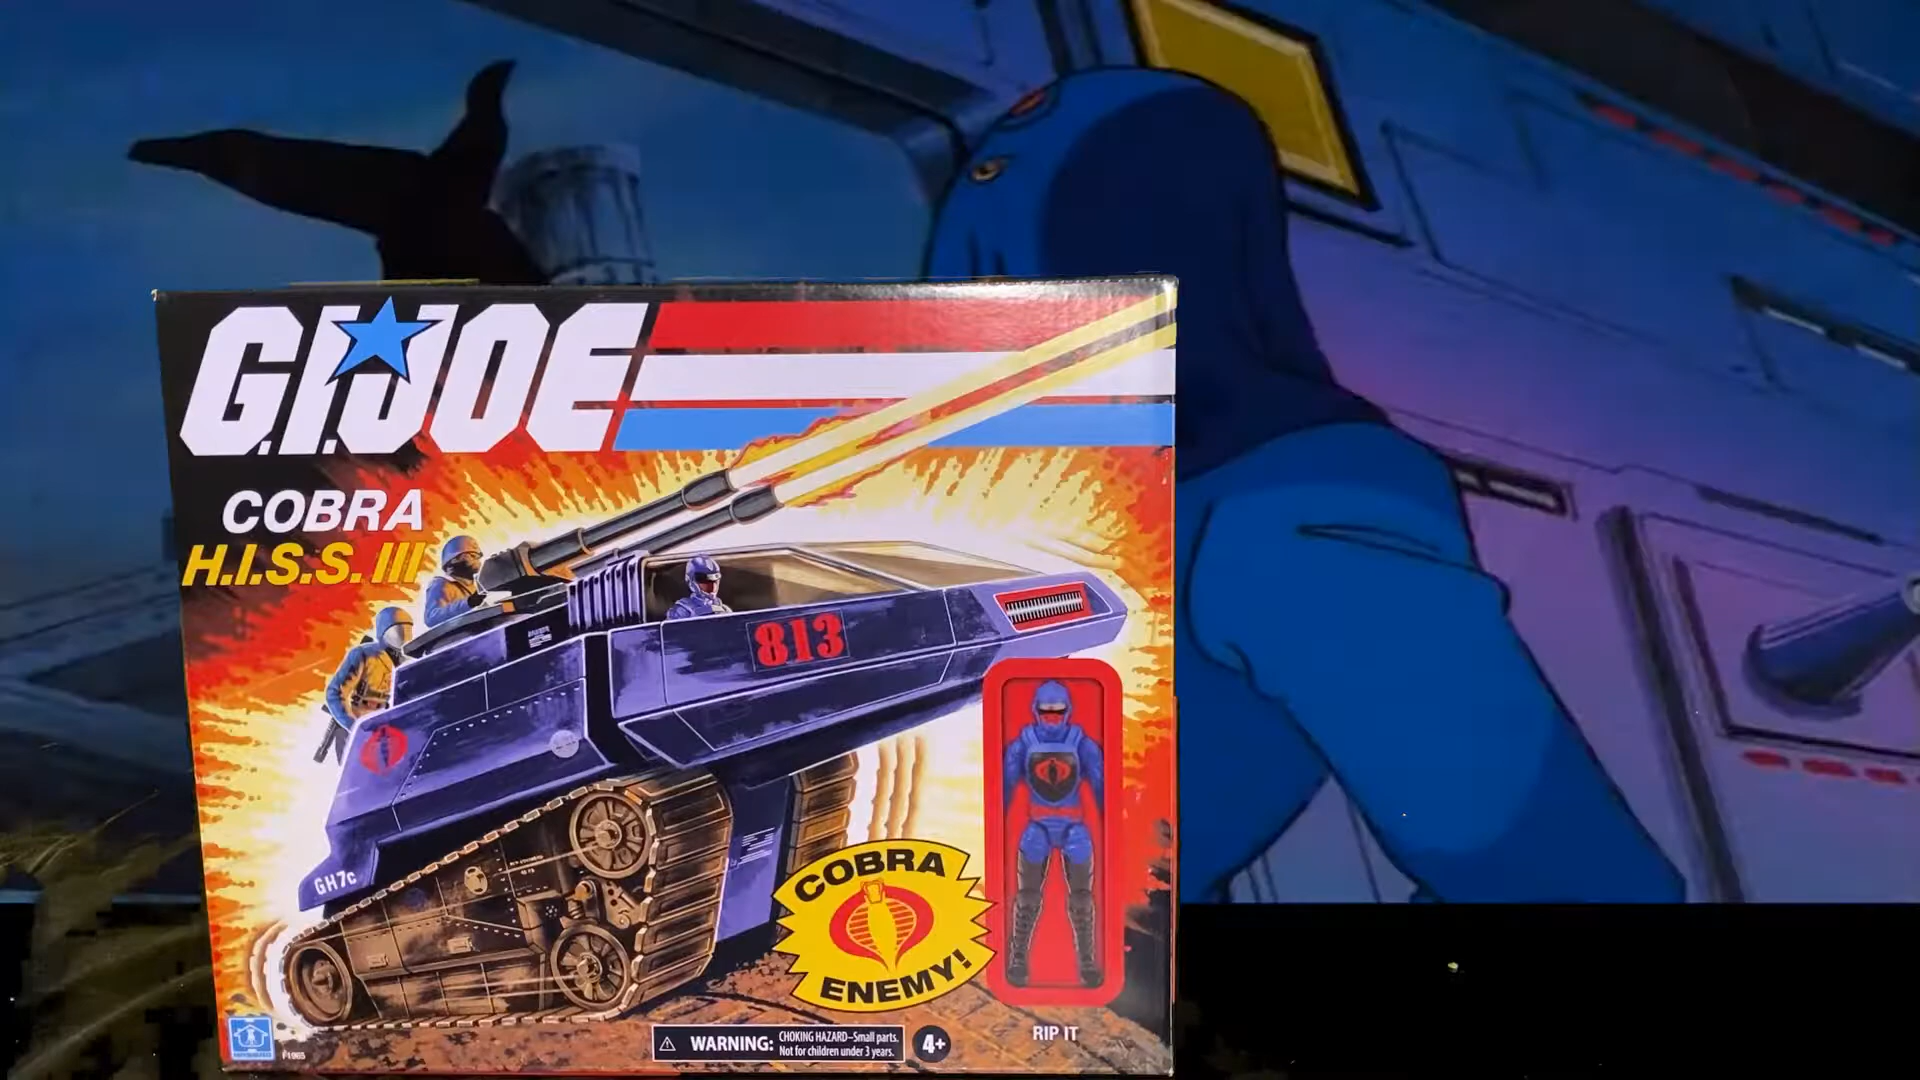 G.I.JOE
COBRA
H.I.S.S. III
813
GH7c
COBRA
ENEMY!
WARNING: CHOKING HAZARD–Small parts.
Not for children under 3 years.
4+
RIP IT
F1965